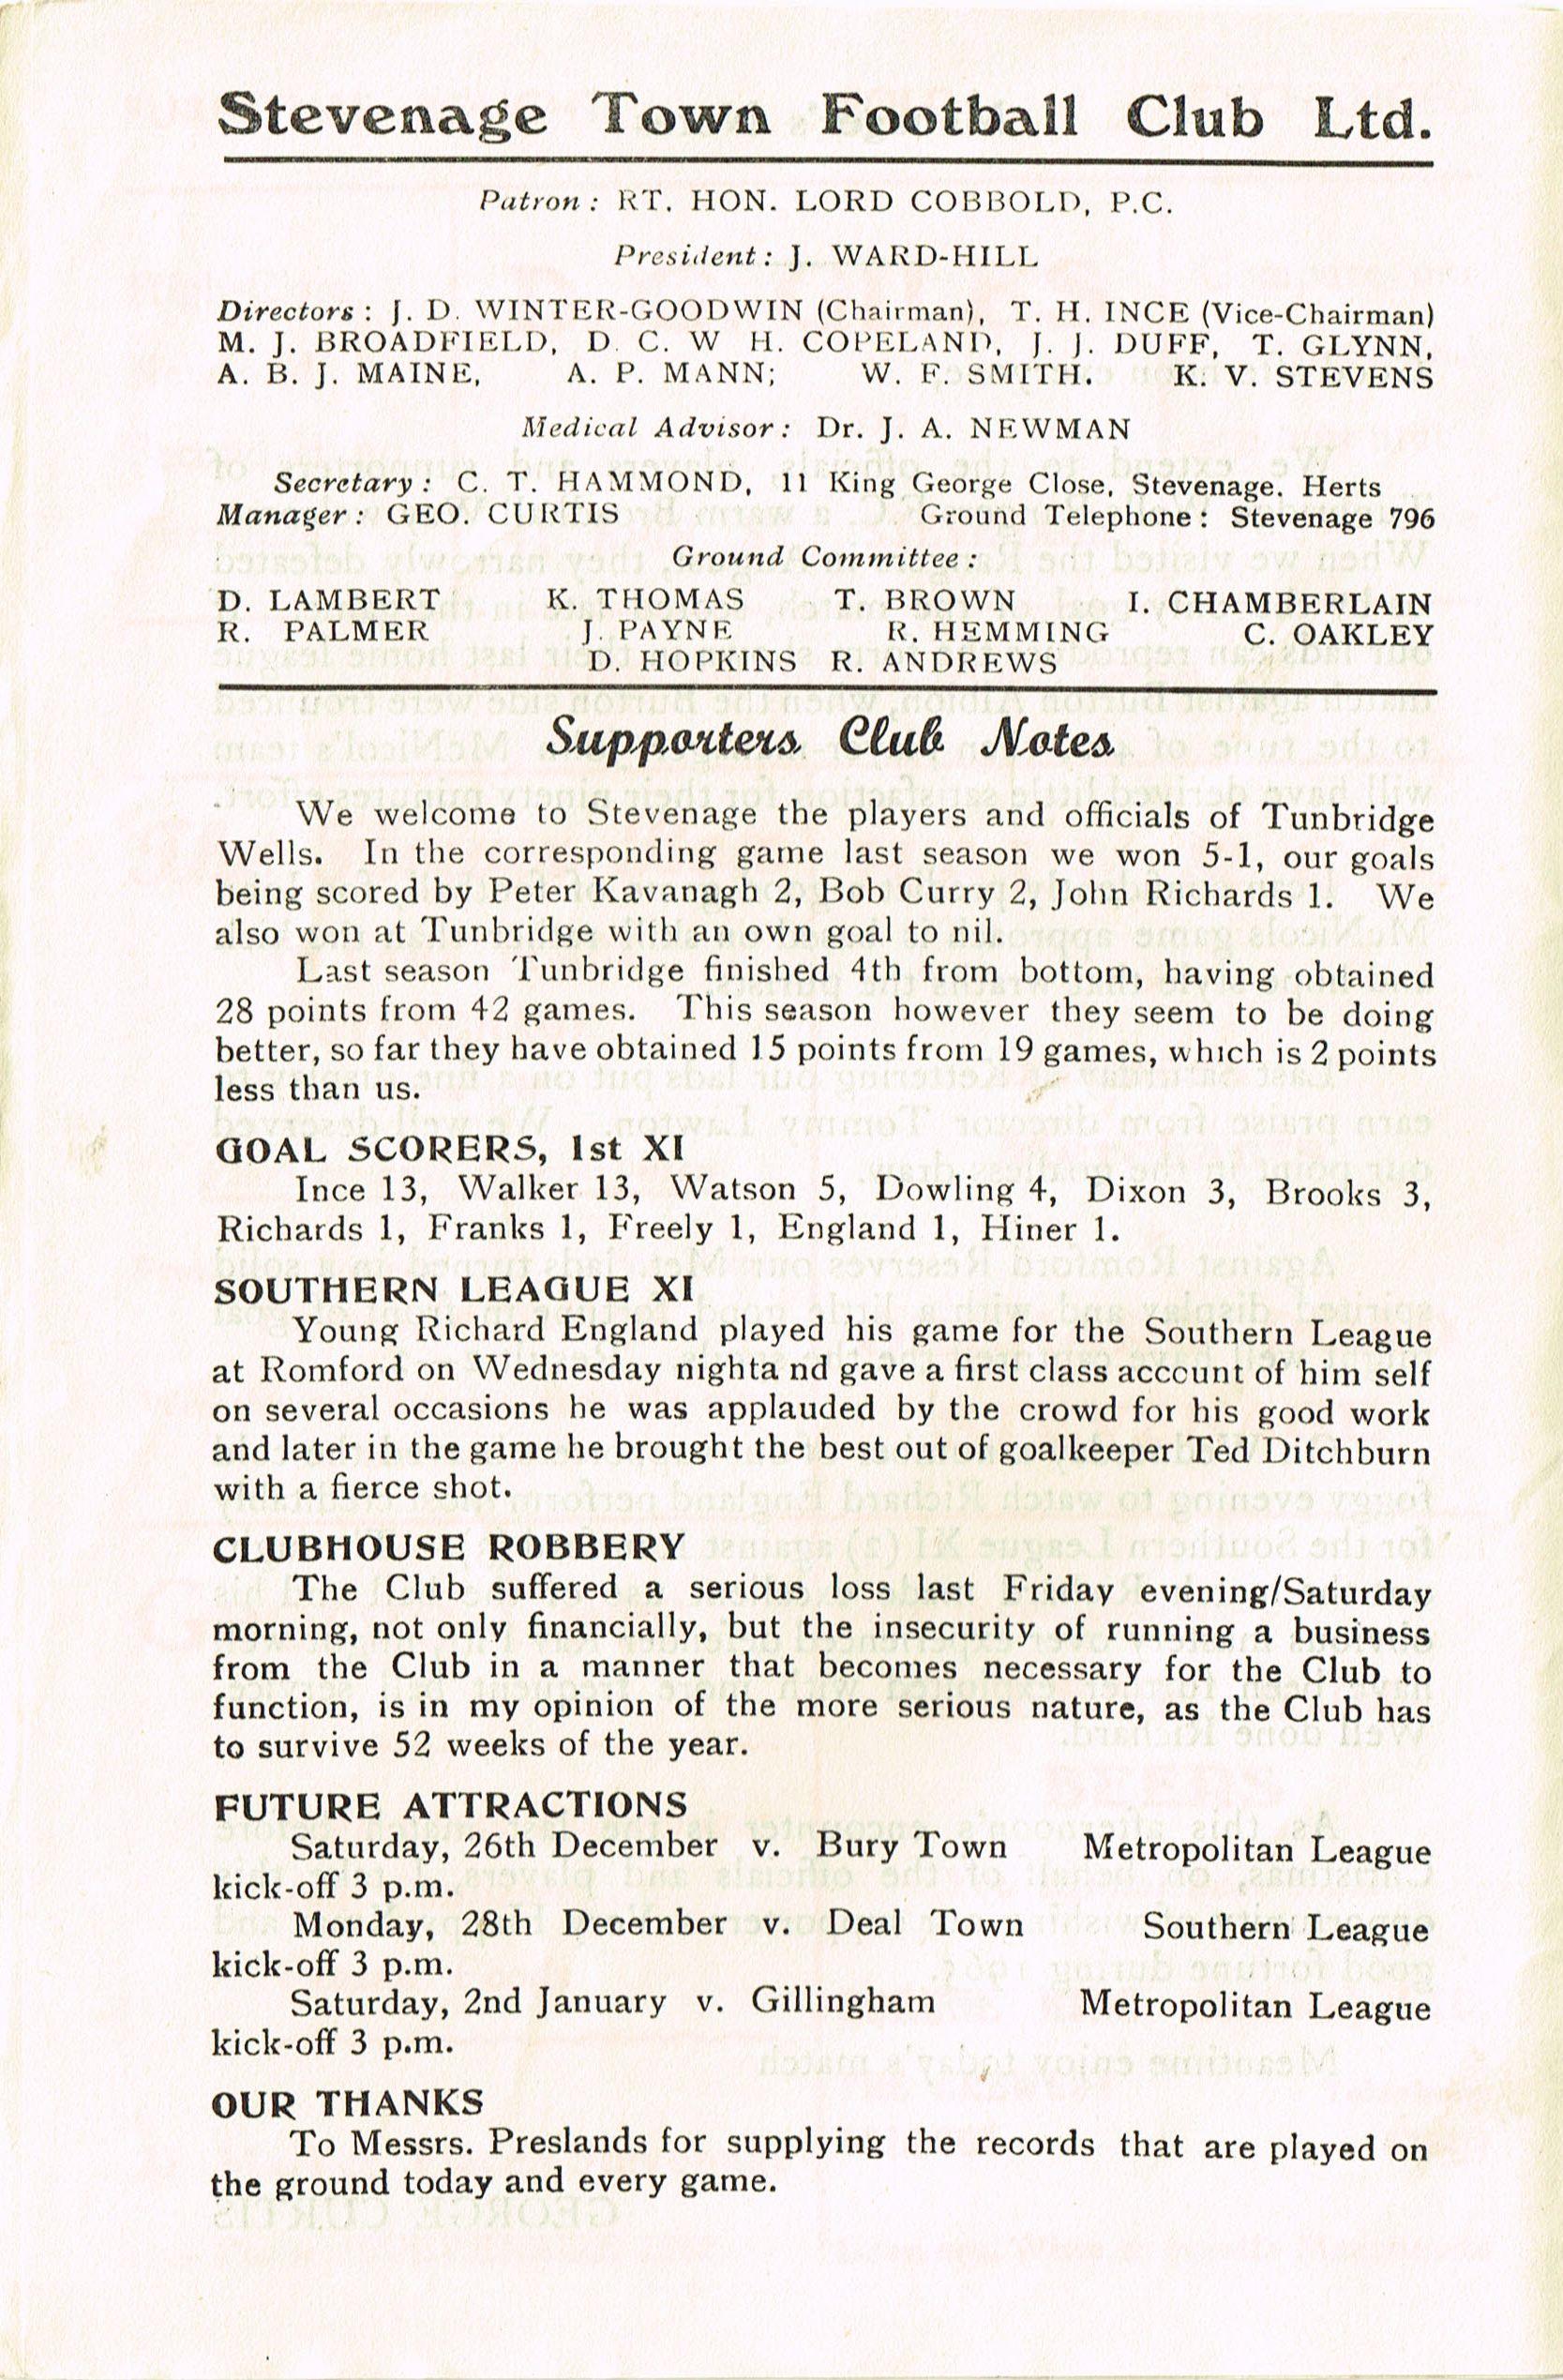 Stevenage Town Football Club Ltd.
Patron : RT. HON. LORD COBBOLD, P.C.
President : J. WARD-HILL
Directors : J. D. WINTER-GOODWIN (Chairman), T. H. INCE (Vice-Chairman)
M. J. BROADFIELD, D. C. W H. COPELAND, J. J. DUFF, T. GLYNN,
A. B. J. MAINE, A. P. MANN; W. F. SMITH. K. V. STEVENS
Medical Advisor : Dr. J. A. NEWMAN
Secretary : C. T. HAMMOND, 11 King George Close, Stevenage. Herts
Manager : GEO. CURTIS Ground Telephone : Stevenage 796
Ground Committee :
D. LAMBERT K. THOMAS T. BROWN I. CHAMBERLAIN
R. PALMER J. PAYNE R. HEMMING C. OAKLEY
D. HOPKINS R. ANDREWS
Supporters Club Notes
We welcome to Stevenage the players and officials of Tunbridge
Wells. In the corresponding game last season we won 5-1, our goals
being scored by Peter Kavanagh 2, Bob Curry 2, John Richards 1. We
also won at Tunbridge with an own goal to nil.
Last season Tunbridge finished 4th from bottom, having obtained
28 points from 42 games. This season however they seem to be doing
better, so far they have obtained 15 points from 19 games, which is 2 points
less than us.
GOAL SCORERS, 1st XI
Ince 13, Walker 13, Watson 5, Dowling 4, Dixon 3, Brooks 3,
Richards 1, Franks 1, Freely 1, England 1, Hiner 1.
SOUTHERN LEAGUE XI
Young Richard England played his game for the Southern League
at Romford on Wednesday nighta nd gave a first class acccunt of him self
on several occasions he was applauded by the crowd for his good work
and later in the game he brought the best out of goalkeeper Ted Ditchburn
with a fierce shot.
CLUBHOUSE ROBBERY
The Club suffered a serious loss last Friday evening/Saturday
morning, not only financially, but the insecurity of running a business
from the Club in a manner that becomes necessary for the Club to
function, is in my opinion of the more serious nature, as the Club has
to survive 52 weeks of the year.
FUTURE ATTRACTIONS
Saturday, 26th December v. Bury Town Metropolitan League
kick-off 3 p.m.
Monday, 28th December v. Deal Town Southern League
kick-off 3 p.m.
Saturday, 2nd January v. Gillingham Metropolitan League
kick-off 3 p.m.
OUR THANKS
To Messrs. Preslands for supplying the records that are played on
the ground today and every game.